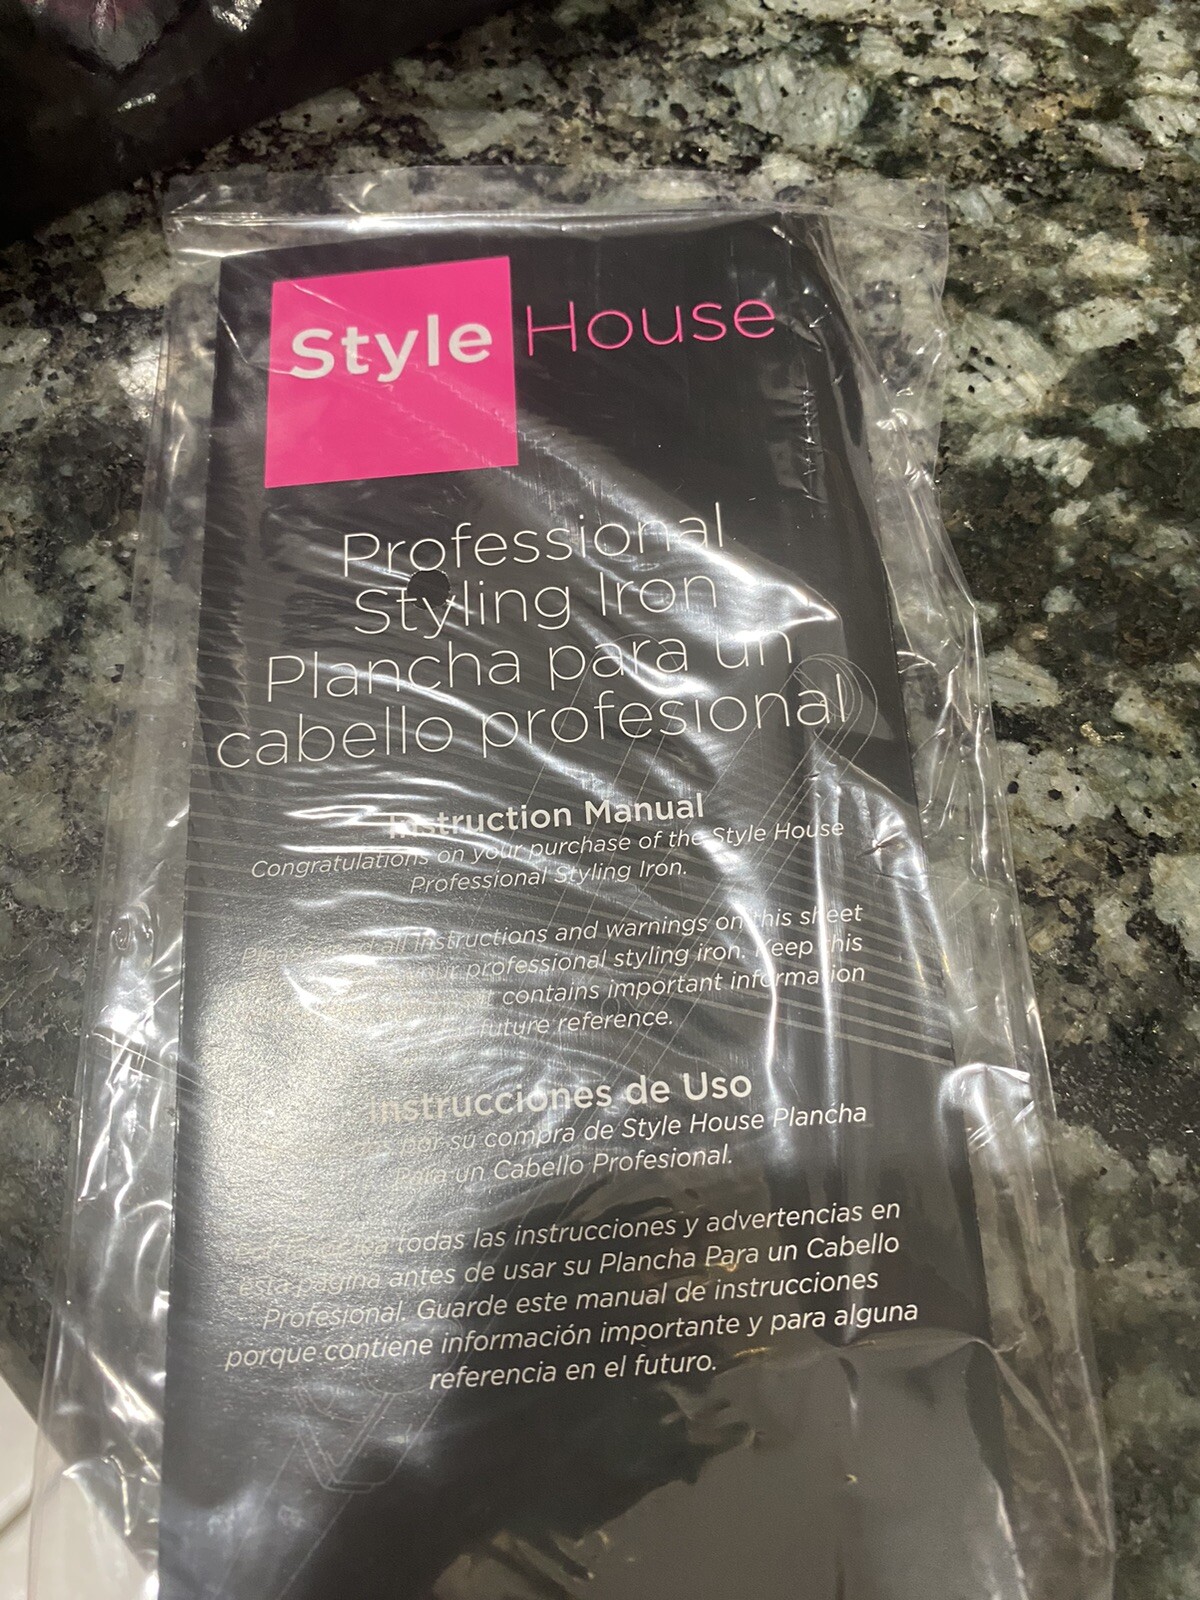 Style House
Professional
Styling Iron
Plancha para un
cabello profesional
Instruction Manual
Congratulations on your purchase of the Style House
Professional Styling Iron.
all instructions and warnings on this sheet
your professional styling iron. Keep this
it contains important information
future reference.
Instrucciones de Uso
por su compra de Style House Plancha
Para un Cabello Profesional.
todas las instrucciones y advertencias en
esta página antes de usar su Plancha Para un Cabello
Profesional. Guarde este manual de instrucciones
porque contiene información importante y para alguna
referencia en el futuro.